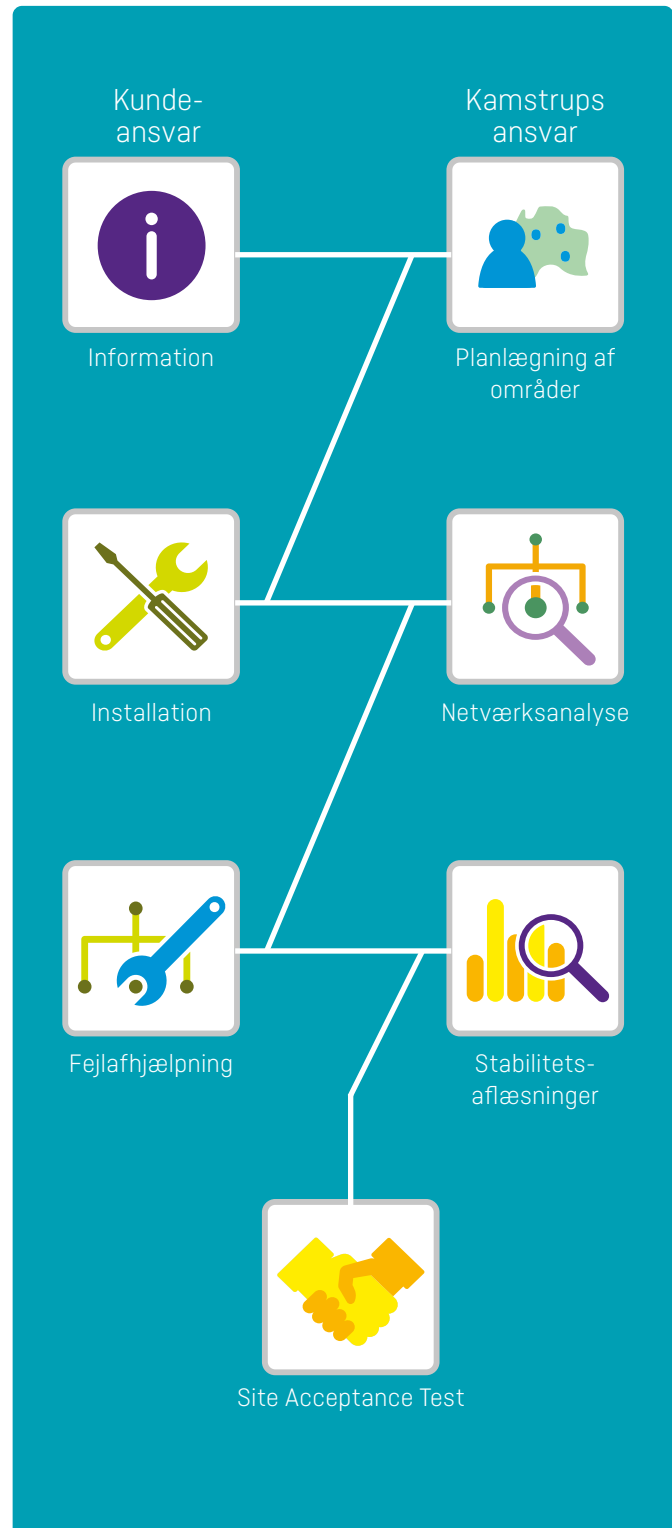 Kunde-
ansvar
Kamstrups
ansvar
Information
Planlægning af
områder
Installation
Netværksanalyse
Fejlafhjælpning
Stabilitets-
aflæsninger
Site Acceptance Test